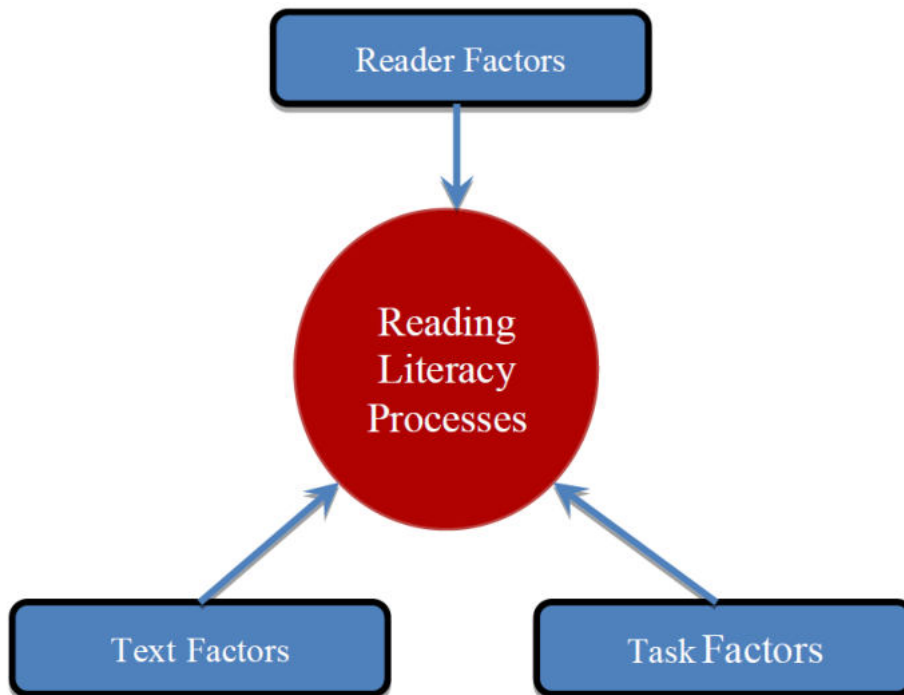 Reader Factors
Reading
Literacy
Processes
Text Factors
Task Factors